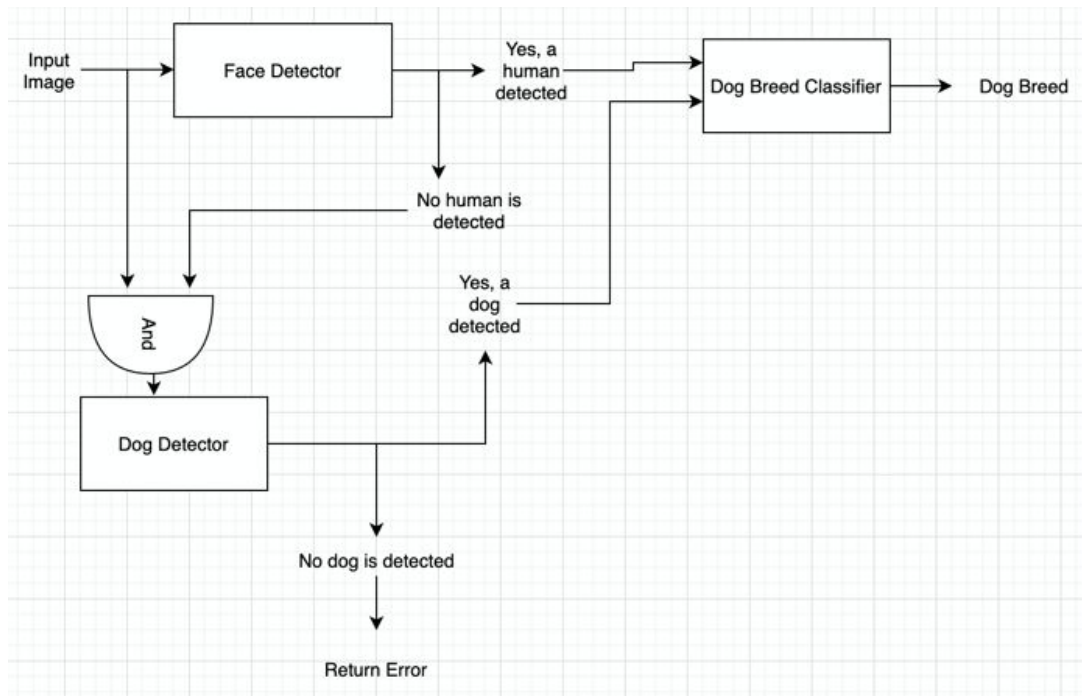 Input
Image
Face Detector
Yes, a
human
detected
Dog Breed Classifier
Dog Breed
No human is
detected
Yes, a
dog
detected
And
Dog Detector
No dog is detected
Return Error